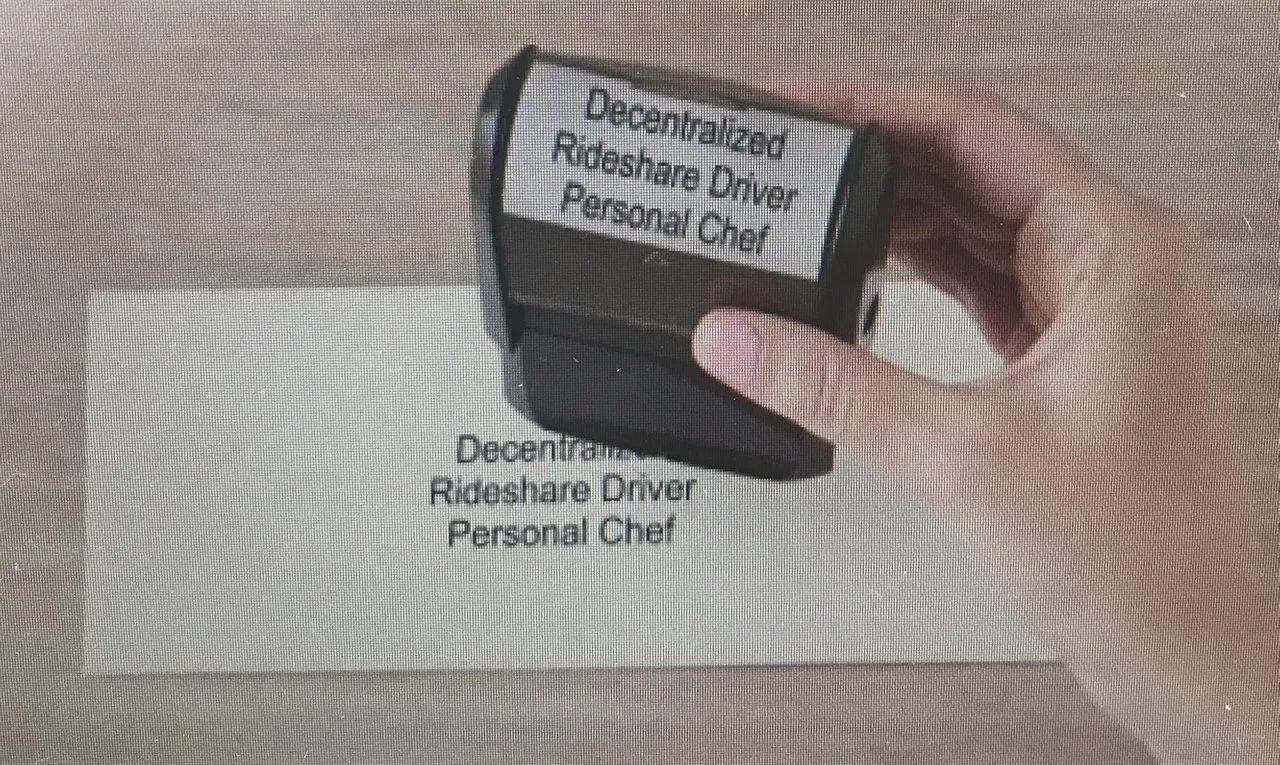 Decentralized
Rideshare Driver
Personal Chef
Rideshare Driver
Personal Chef